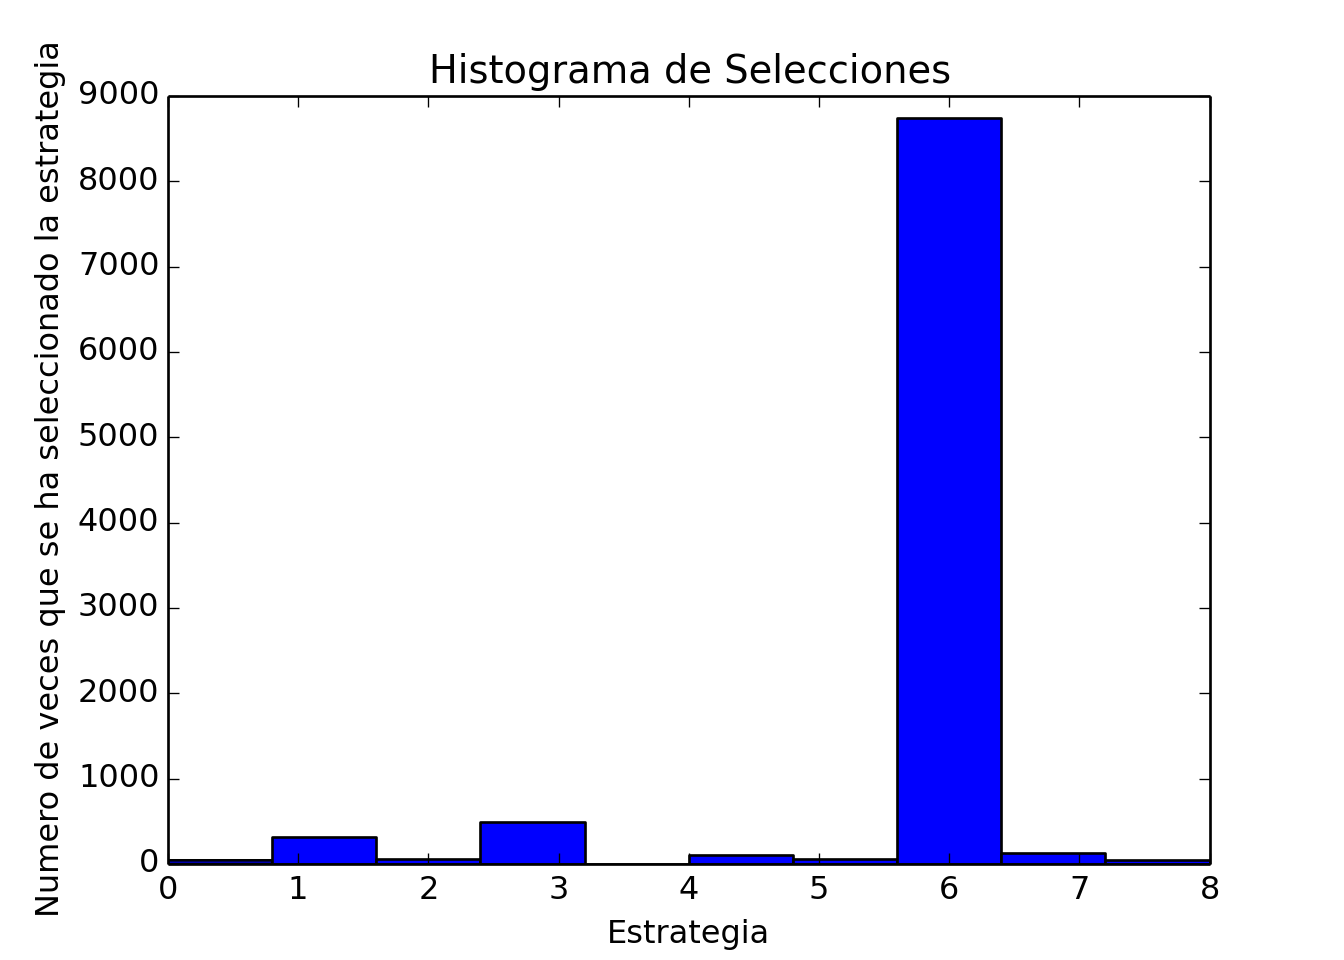 Histograma de Selecciones
Numero de veces que se ha seleccionado la estrategia
9000
8000
7000
6000
5000
4000
3000
2000
1000
0
0 1 2 3 4 5 6 7 8
Estrategia